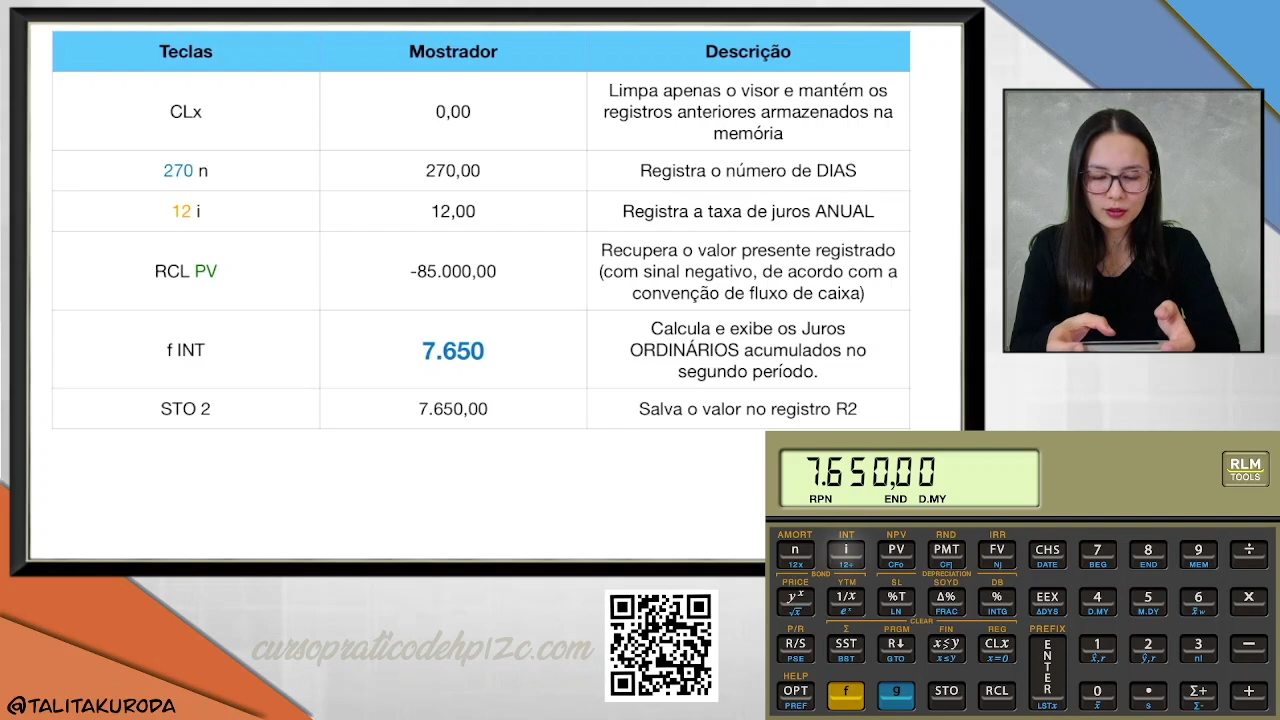 Teclas Mostrador Descrição
CLx 0,00 Limpa apenas o visor e mantém os
registros anteriores armazenados na
memória
270 n 270,00 Registra o número de DIAS
12 i 12,00 Registra a taxa de juros ANUAL
RCL PV -85.000,00 Recupera o valor presente registrado
(com sinal negativo, de acordo com a
convenção de fluxo de caixa)
f INT 7.650 Calcula e exibe os Juros
ORDINÁRIOS acumulados no
segundo período.
STO 2 7.650,00 Salva o valor no registro R2
cursopraticodehp12c.com
@TALITAKURODA
7.650,00
RPN END D.MY
RLM
TOOLS
AMORT INT NPV RND IRR
n i PV PMT FV CHS 7 8 9 ÷
12x 12÷ CFo CFj Nj DATE BEG END MEM
BOND DEPRECIATION
PRICE YTM SL SOYD DB
yˣ 1/x %T Δ% % EEX 4 5 6 X
√x eˣ LN FRAC INTG ΔDYS D.MY M.DY x̄w
CLEAR
P/R Σ PRGM FIN REG PREFIX
R/S SST R↓ x≷y CLx ENTER 1 2 3 −
PSE BST GTO x≤y x=0 x̂,r ŷ,r n!
HELP
OPT f g STO RCL 0 • Σ+ +
PREF LSTx x̄ s Σ-